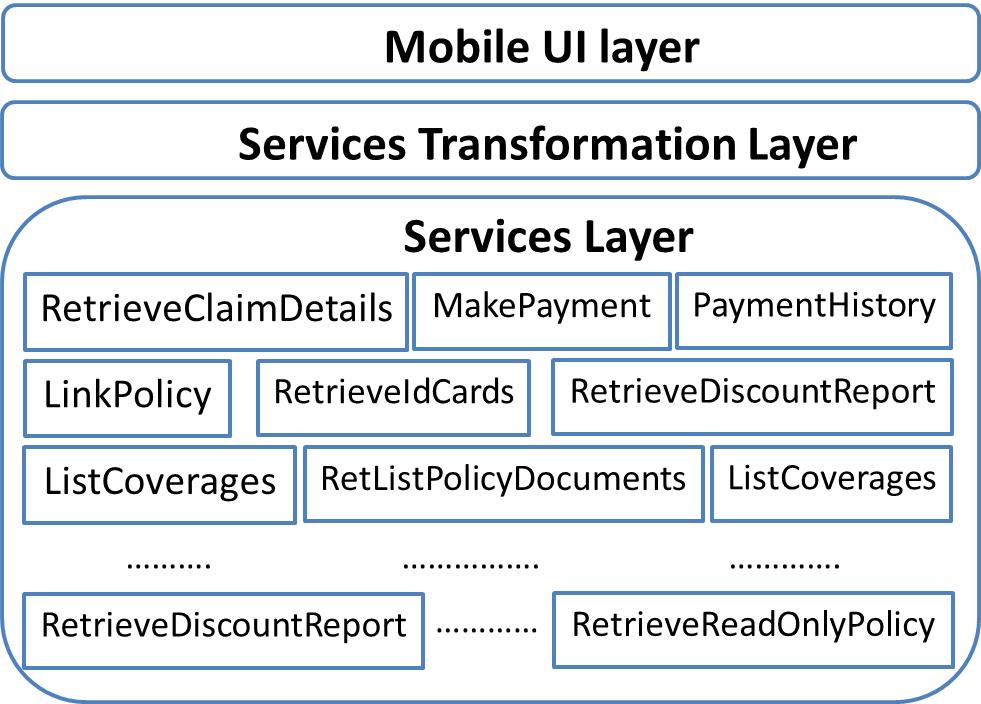 Mobile UI layer
Services Transformation Layer
Services Layer
RetrieveClaimDetails MakePayment PaymentHistory
LinkPolicy RetrieveIdCards RetrieveDiscountReport
ListCoverages RetListPolicyDocuments ListCoverages
………. ……………. ………….
RetrieveDiscountReport ………… RetrieveReadOnlyPolicy